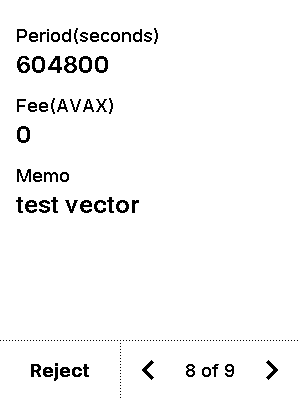 Period(seconds)
604800
Fee(AVAX)
0
Memo
test vector
Reject
8 of 9